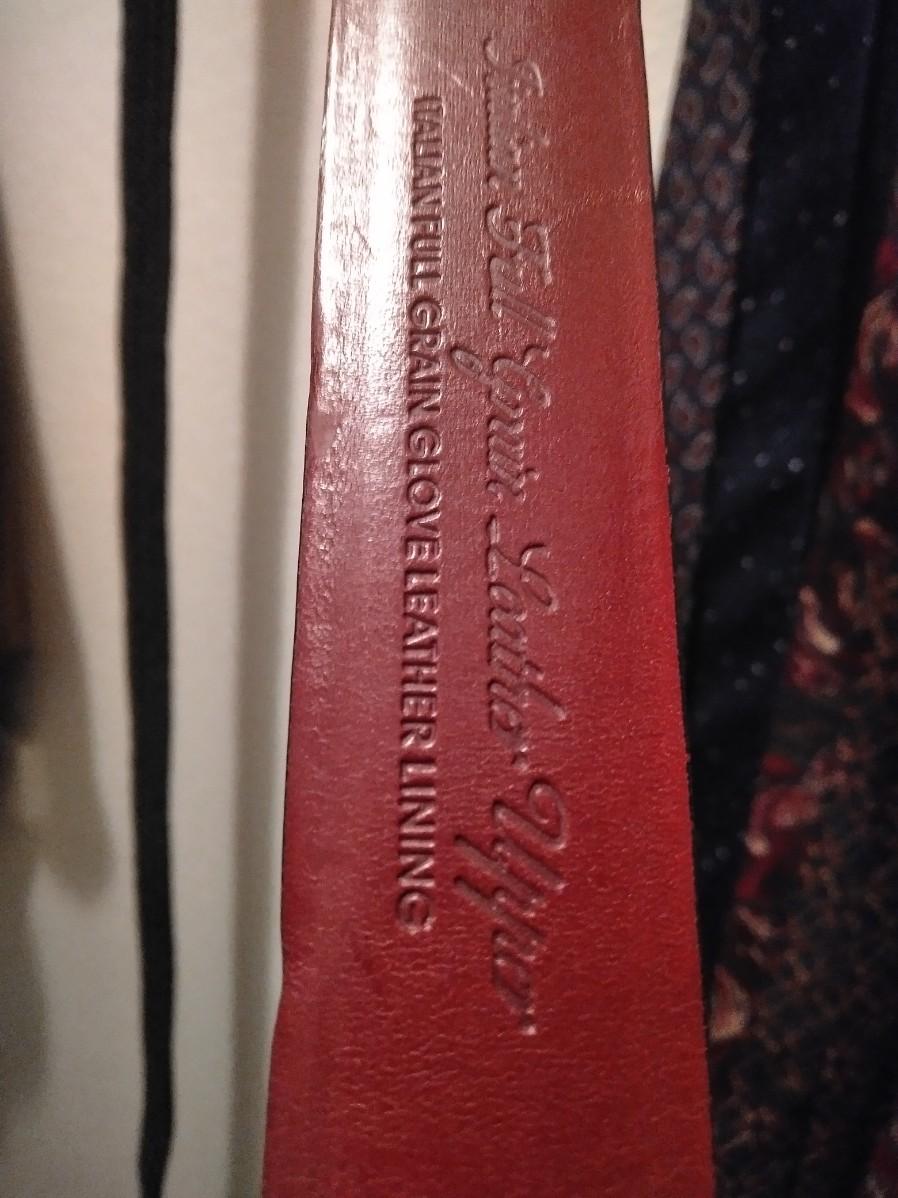 Italian Full Grain Leather Upper
ITALIAN FULL GRAIN GLOVE LEATHER LINING